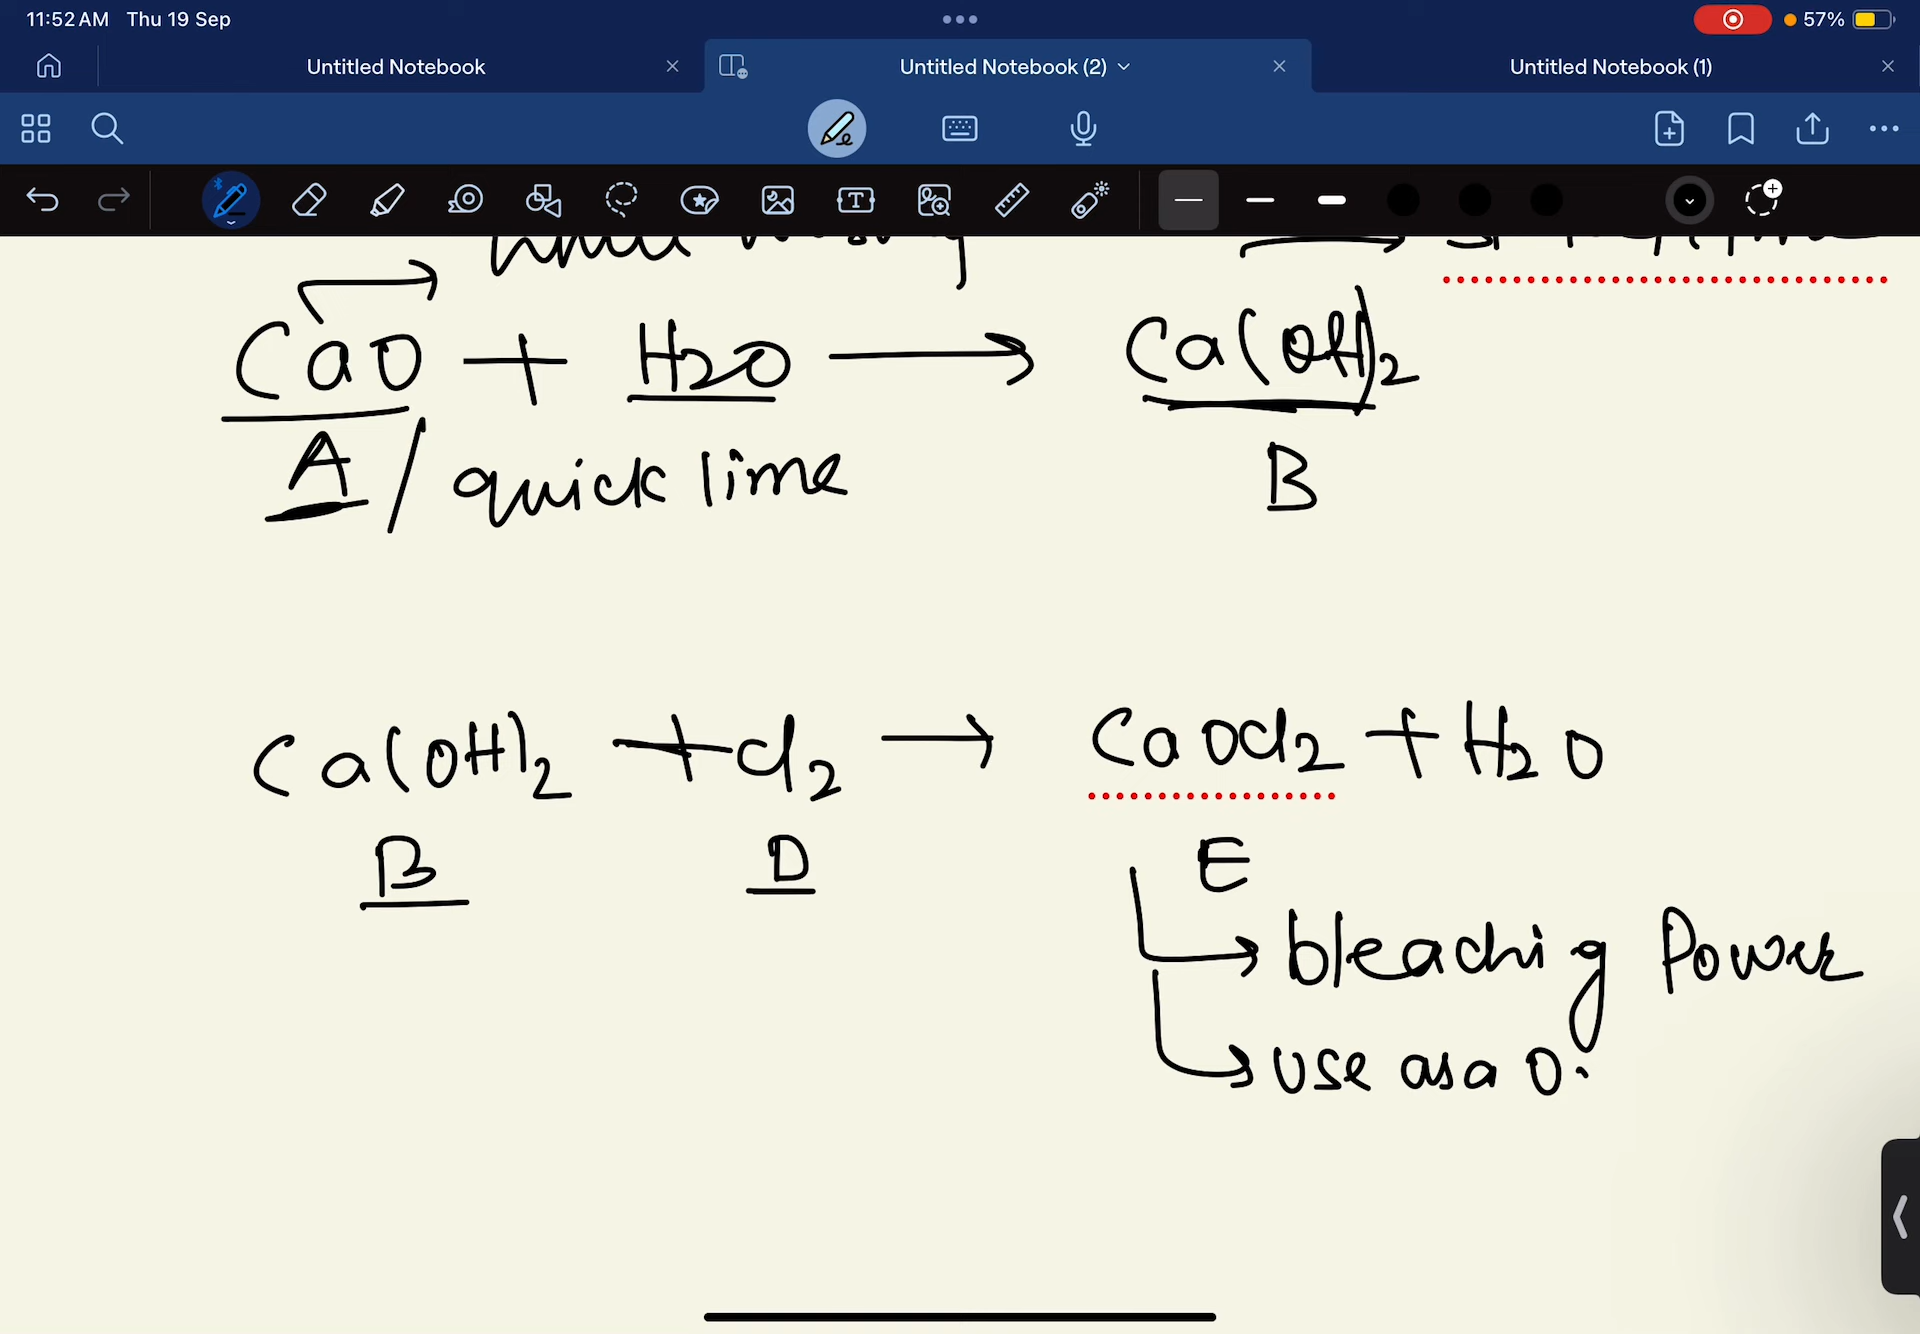 11:52 AM Thu 19 Sep
57%
Untitled Notebook
Untitled Notebook (2)
Untitled Notebook (1)
CaO + H2O → Ca(OH)2
A / quick lime
B
Ca(OH)2 + Cl2 → CaOCl2 + H2O
B
D
E
→ bleaching Power
→ use as a